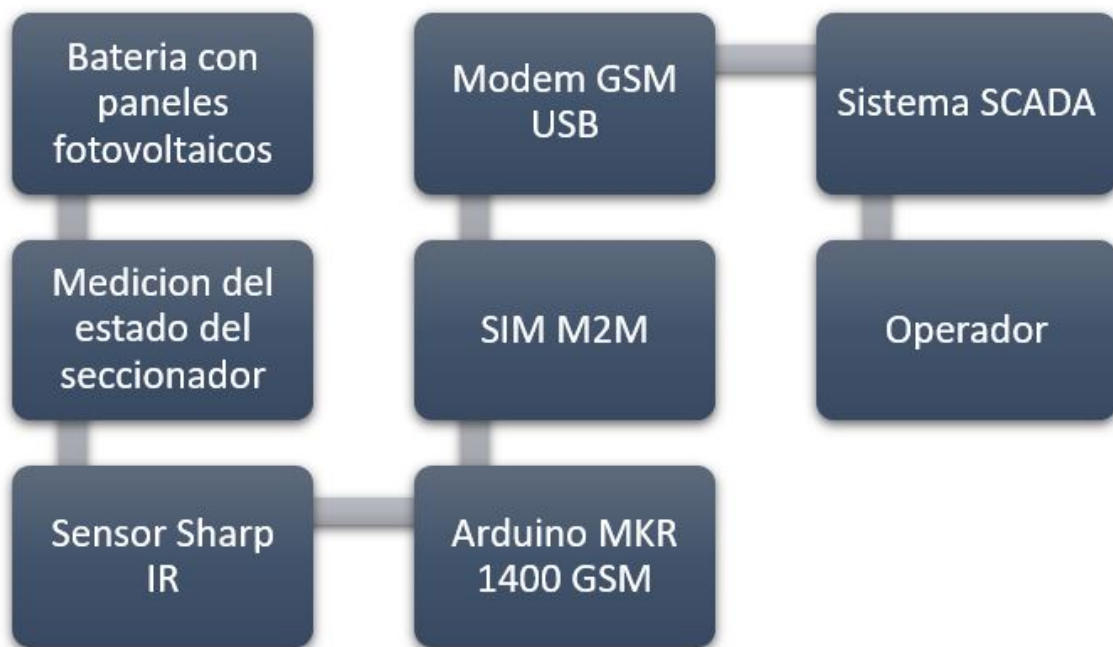 Bateria con
paneles
fotovoltaicos
Medicion del
estado del
seccionador
Sensor Sharp
IR
Arduino MKR
1400 GSM
SIM M2M
Modem GSM
USB
Sistema SCADA
Operador